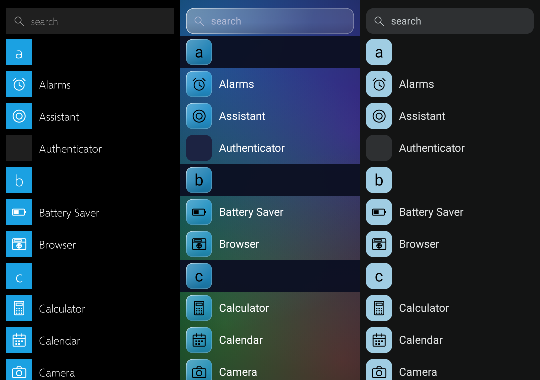 search
a
Alarms
Assistant
Authenticator
b
Battery Saver
Browser
c
Calculator
Calendar
Camera
search
a
Alarms
Assistant
Authenticator
b
Battery Saver
Browser
c
Calculator
Calendar
Camera
search
a
Alarms
Assistant
Authenticator
b
Battery Saver
Browser
c
Calculator
Calendar
Camera